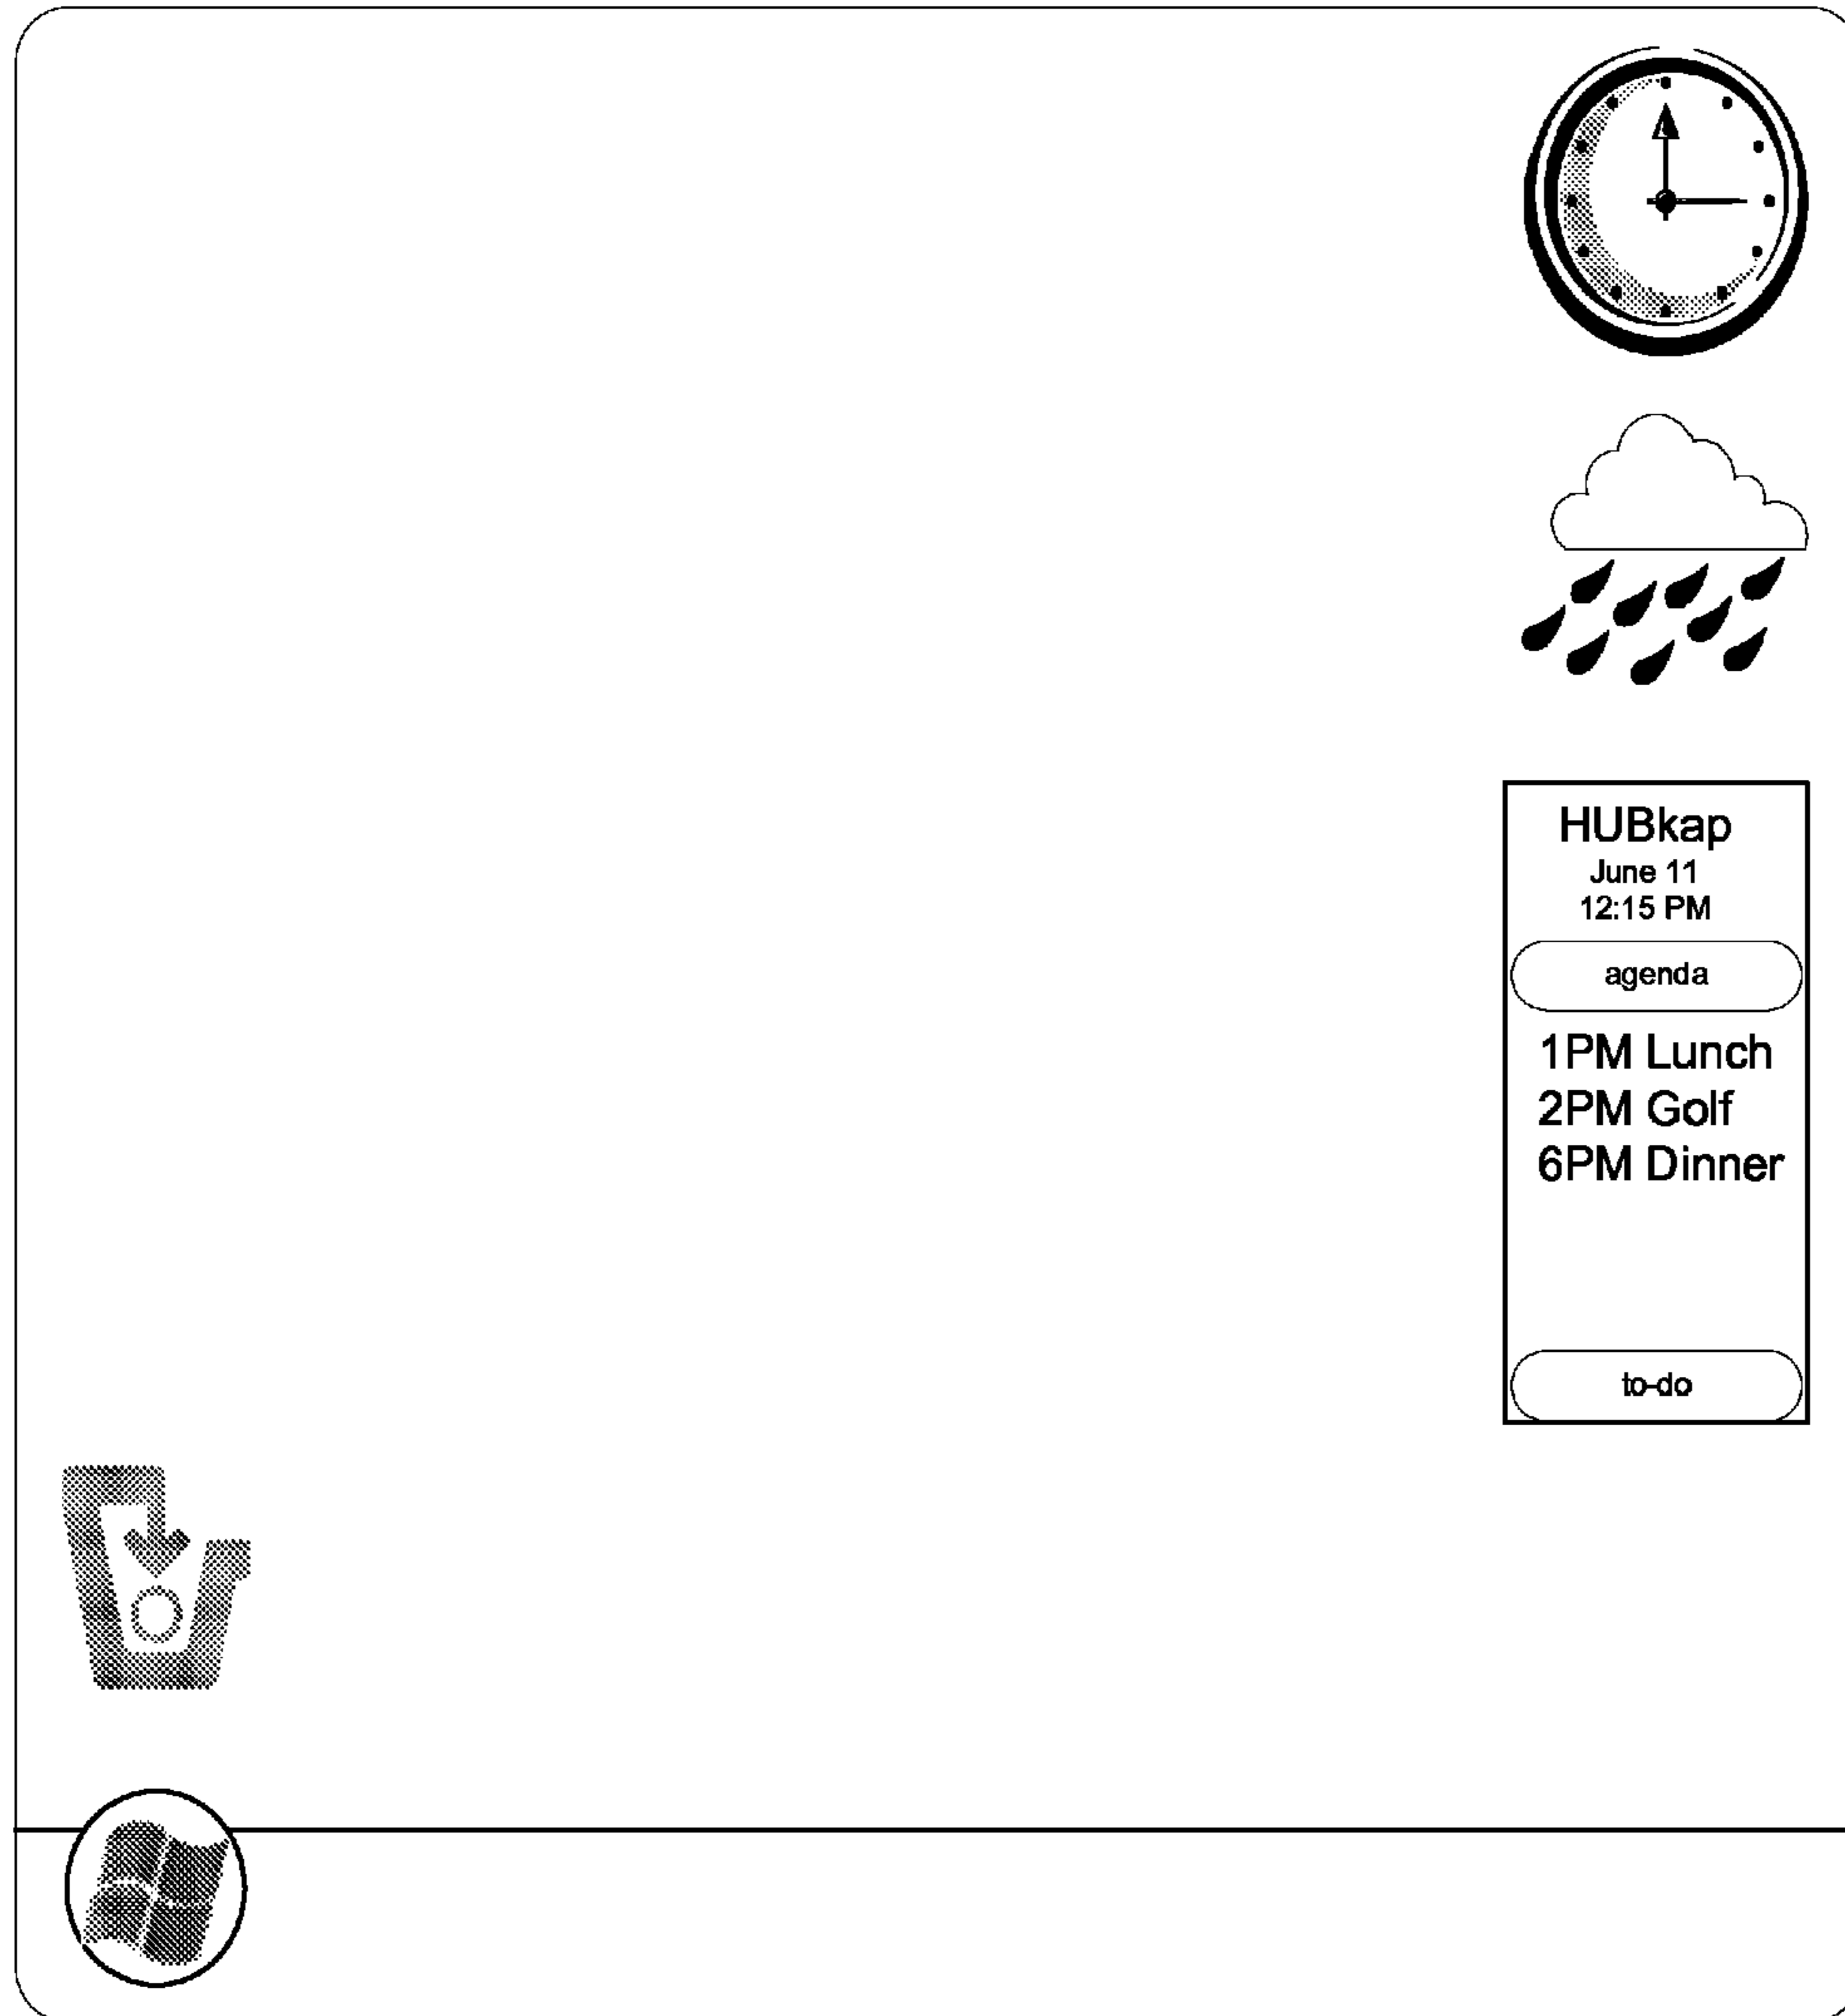 HUBkap
June 11
12:15 PM
agenda
1PM Lunch
2PM Golf
6PM Dinner
to-do